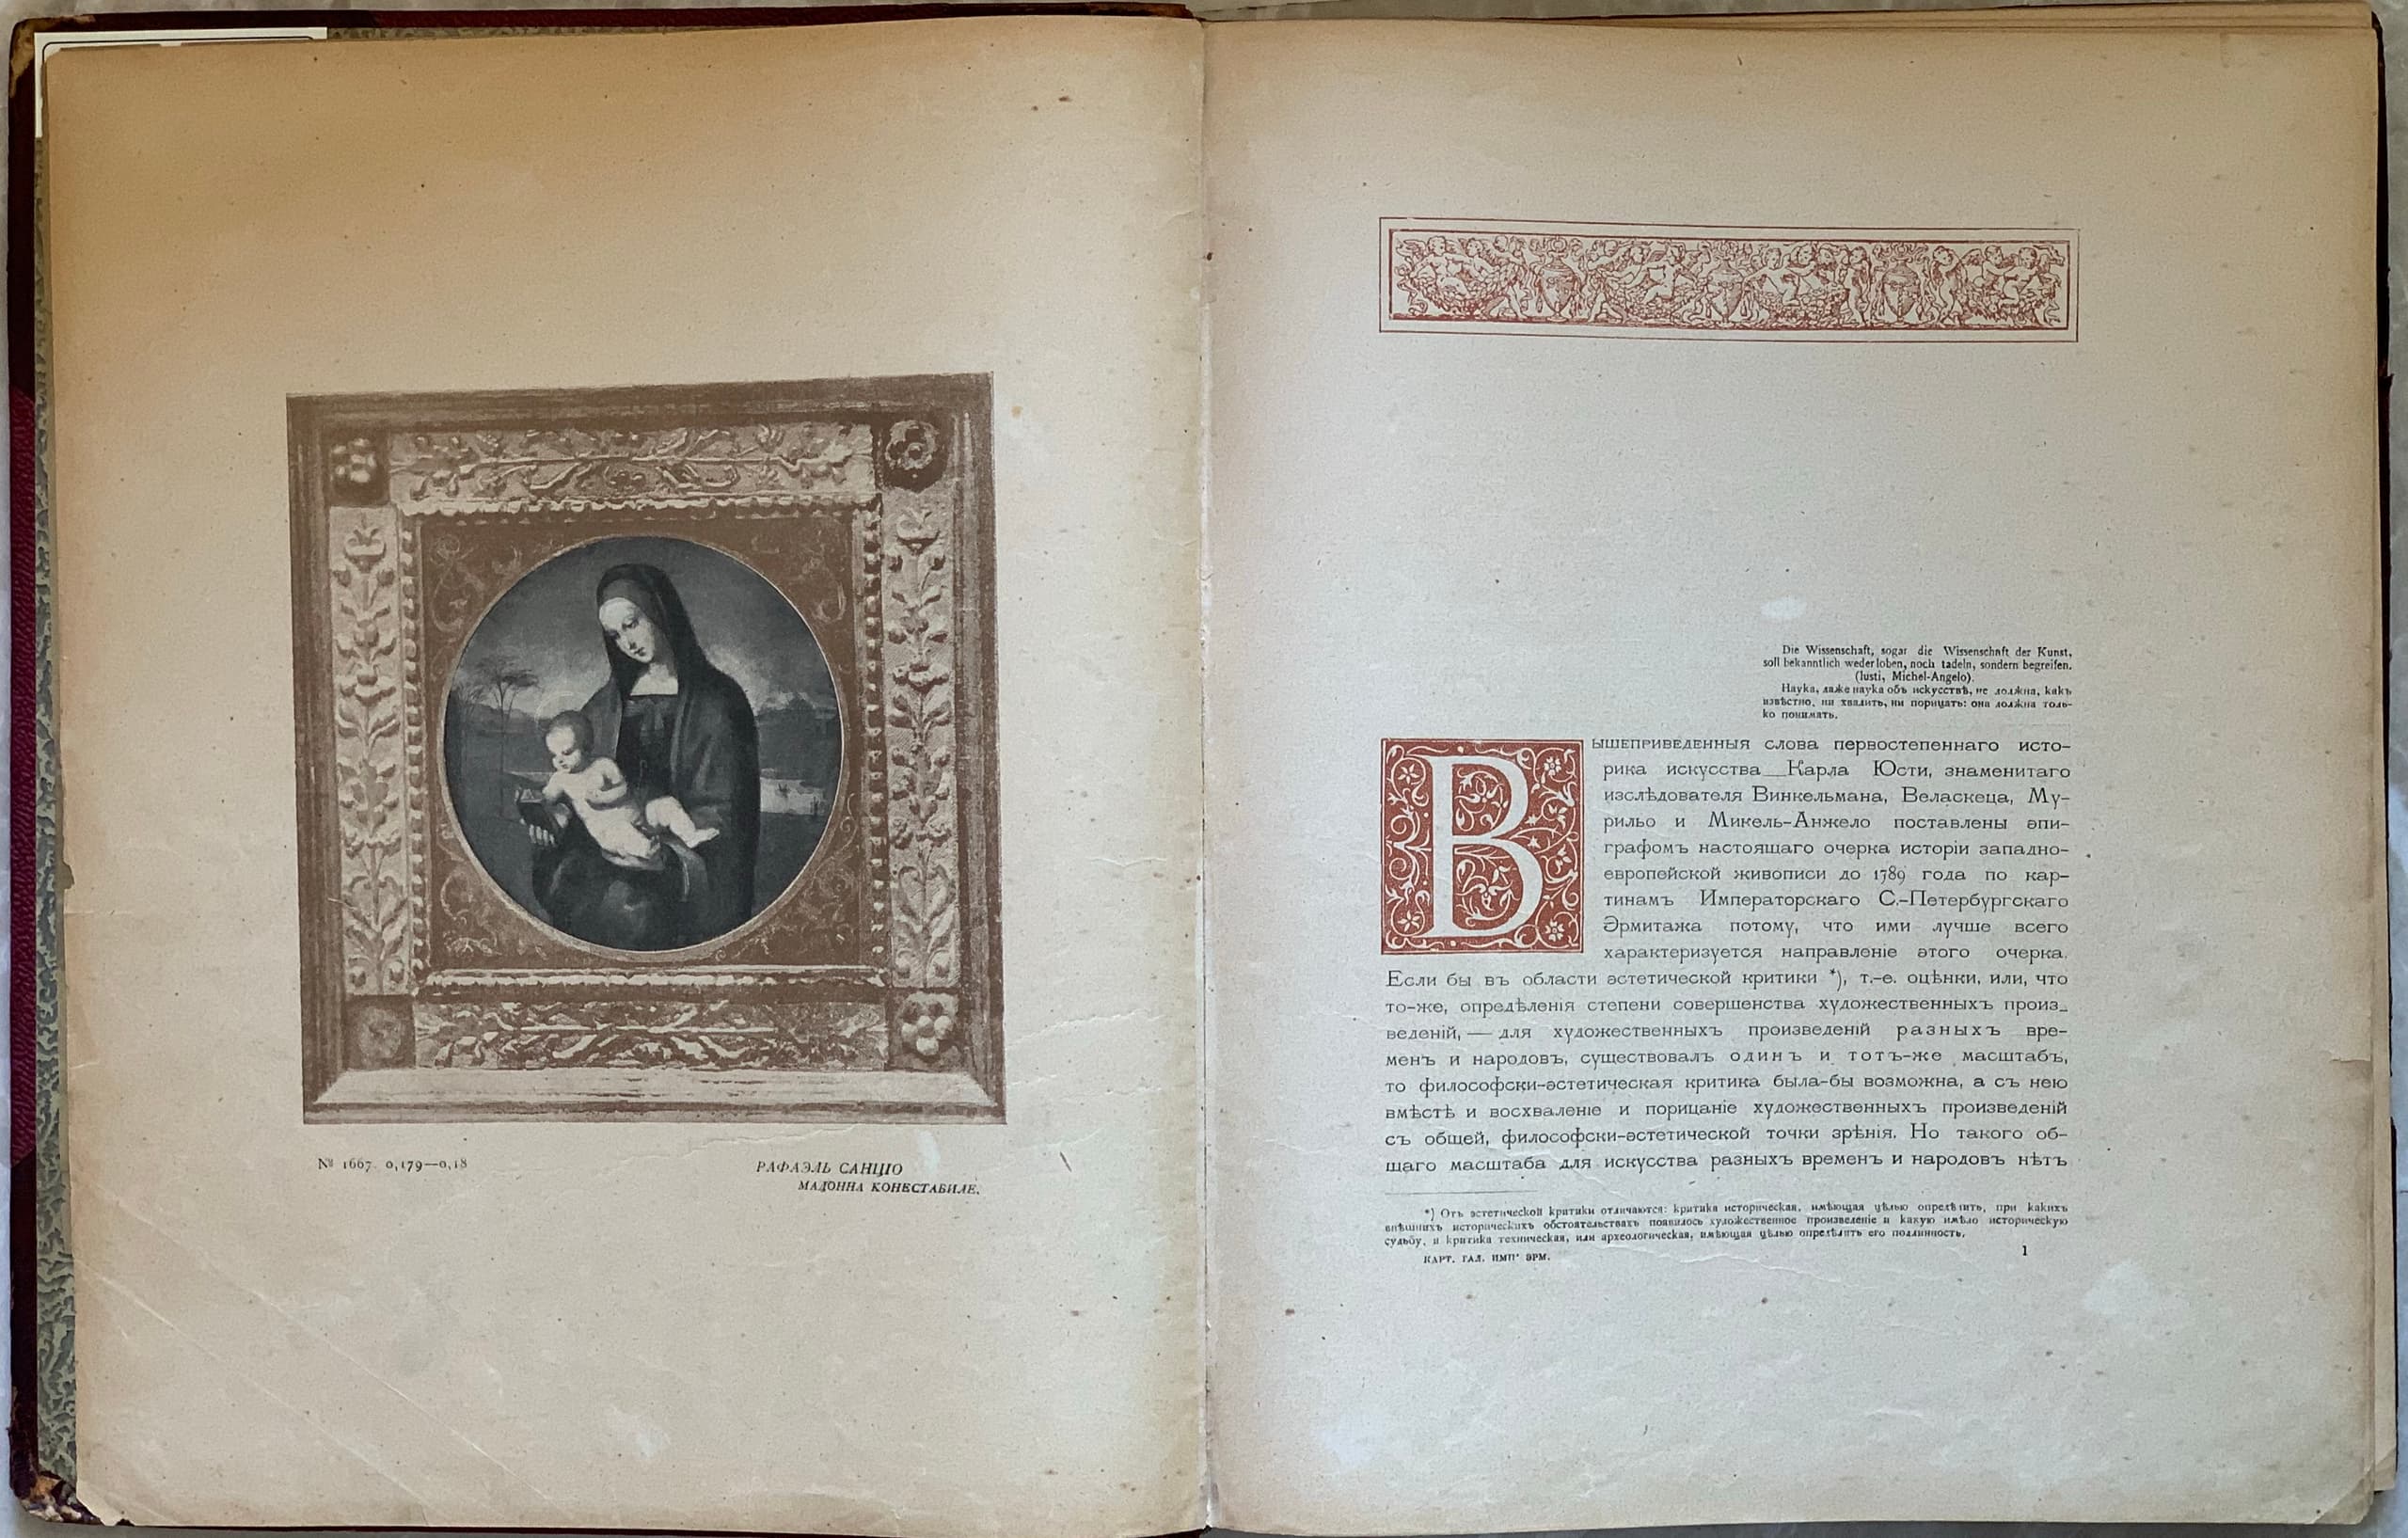 № 1667. 0,179—0,18
РАФАЭЛЬ САНЦІО
МАДОННА КОНЕСТАБИЛЕ.
Die Wissenschaft, sogar die Wissenschaft der Kunst,
soll bekanntlich weder loben, noch tadeln, sondern begreifen.
(Iusti, Michel-Angelo).
Наука, даже наука объ искусствѣ, не должна, какъ
извѣстно, ни хвалить, ни порицать: она должна толь-
ко понимать.
ВЫШЕПРИВЕДЕННЫЯ слова первостепеннаго исто-
рика искусства Карла Юсти, знаменитаго
изслѣдователя Винкельмана, Веласкеца, Му-
рильо и Микель-Анжело поставлены эпи-
графомъ настоящаго очерка исторіи западно-
европейской живописи до 1789 года по кар-
тинамъ Императорскаго С.-Петербургскаго
Эрмитажа потому, что ими лучше всего
характеризуется направленіе этого очерка.
Если бы въ области эстетической критики *), т.-е. оцѣнки, или, что
то-же, опредѣленія степени совершенства художественныхъ произ-
веденій, — для художественныхъ произведеній разныхъ вре-
менъ и народовъ, существовалъ одинъ и тотъ-же масштабъ,
то философски-эстетическая критика была-бы возможна, а съ нею
вмѣстѣ и восхваленіе и порицаніе художественныхъ произведеній
съ общей, философски-эстетической точки зрѣнія. Но такого об-
щаго масштаба для искусства разныхъ временъ и народовъ нѣтъ
*) Отъ эстетической критики отличаются: критика историческая, имѣющая цѣлью опредѣлить, при какихъ
внѣшнихъ историческихъ обстоятельствахъ появилось художественное произведеніе и какую имѣло историческую
судьбу, и критика техническая, или археологическая, имѣющая цѣлью опредѣлить его подлинность.
КАРТ. ГАЛ. ИМП. ЭРМ.
1